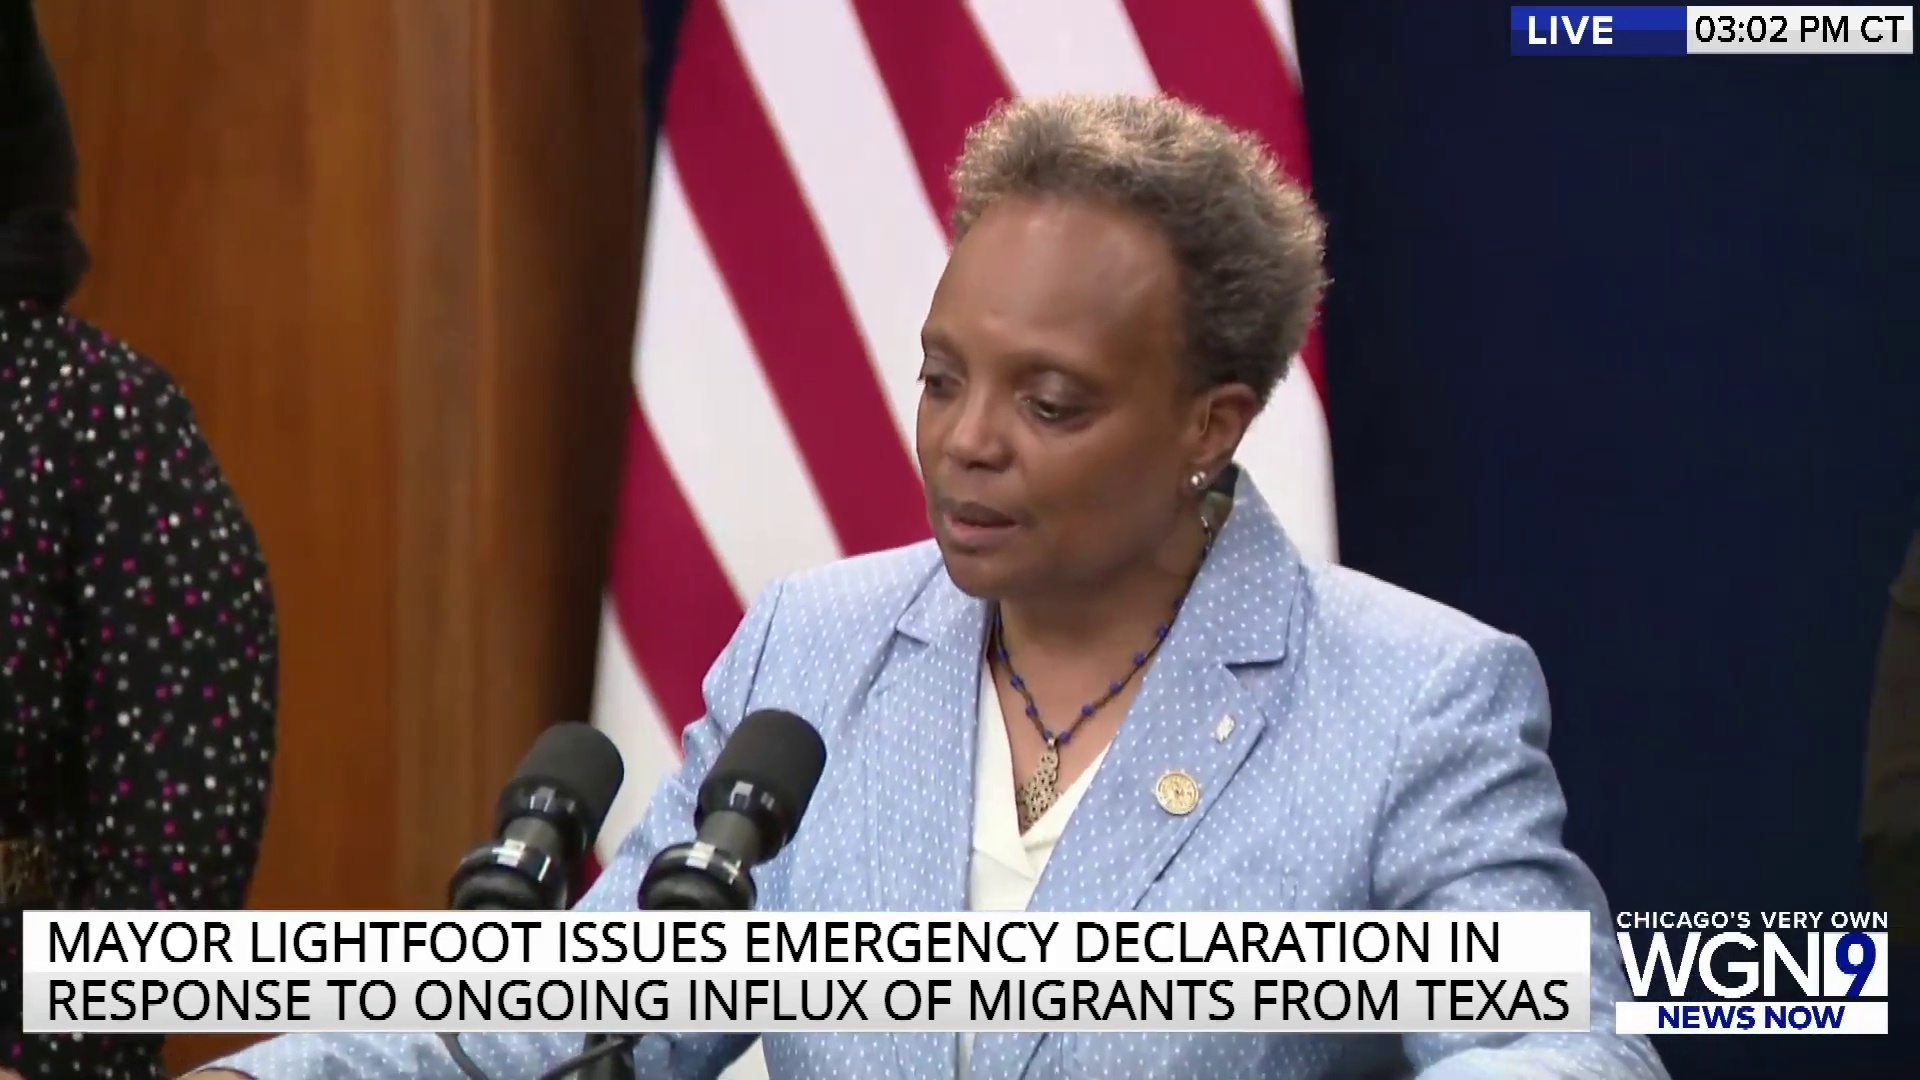 LIVE 03:02 PM CT
MAYOR LIGHTFOOT ISSUES EMERGENCY DECLARATION IN
RESPONSE TO ONGOING INFLUX OF MIGRANTS FROM TEXAS
CHICAGO'S VERY OWN
WGN9
NEWS NOW